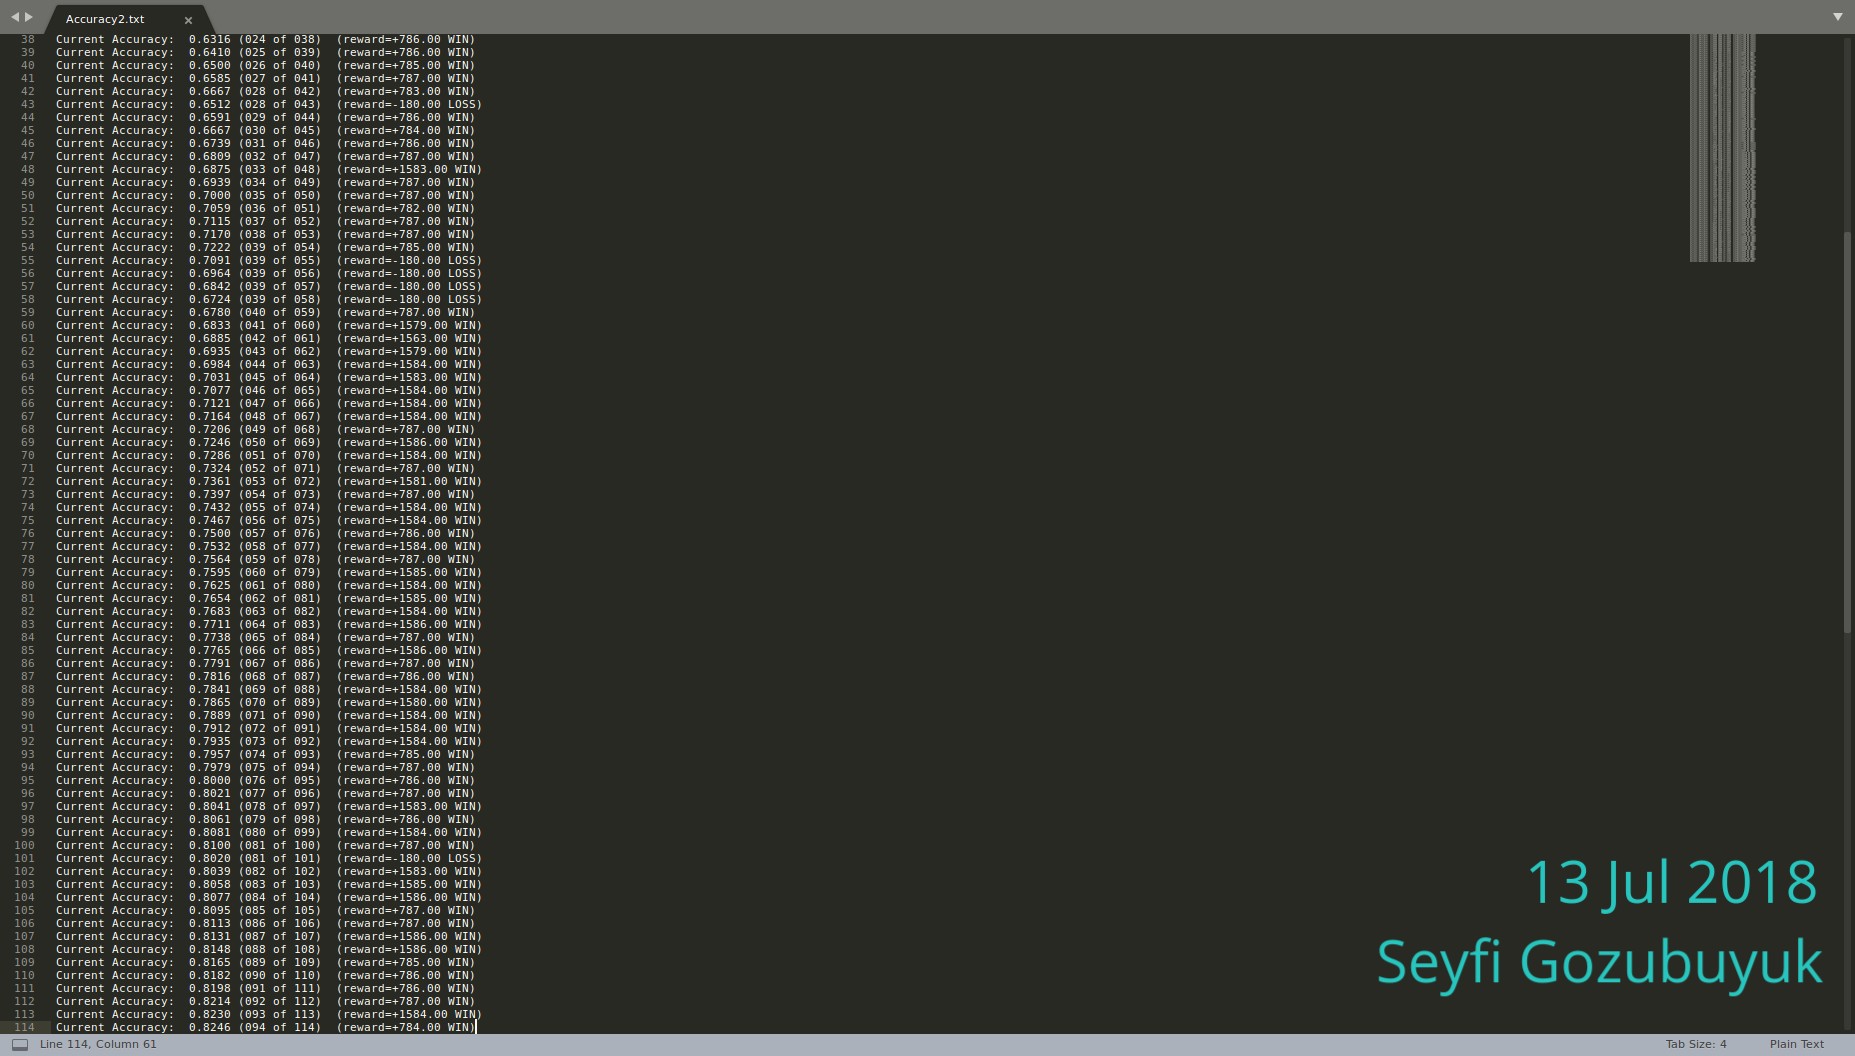 Accuracy2.txt ×
38 Current Accuracy:  0.6316 (024 of 038)  (reward=+786.00 WIN)
39 Current Accuracy:  0.6410 (025 of 039)  (reward=+786.00 WIN)
40 Current Accuracy:  0.6500 (026 of 040)  (reward=+785.00 WIN)
41 Current Accuracy:  0.6585 (027 of 041)  (reward=+787.00 WIN)
42 Current Accuracy:  0.6667 (028 of 042)  (reward=+783.00 WIN)
43 Current Accuracy:  0.6512 (028 of 043)  (reward=-180.00 LOSS)
44 Current Accuracy:  0.6591 (029 of 044)  (reward=+786.00 WIN)
45 Current Accuracy:  0.6667 (030 of 045)  (reward=+784.00 WIN)
46 Current Accuracy:  0.6739 (031 of 046)  (reward=+786.00 WIN)
47 Current Accuracy:  0.6809 (032 of 047)  (reward=+787.00 WIN)
48 Current Accuracy:  0.6875 (033 of 048)  (reward=+1583.00 WIN)
49 Current Accuracy:  0.6939 (034 of 049)  (reward=+787.00 WIN)
50 Current Accuracy:  0.7000 (035 of 050)  (reward=+787.00 WIN)
51 Current Accuracy:  0.7059 (036 of 051)  (reward=+782.00 WIN)
52 Current Accuracy:  0.7115 (037 of 052)  (reward=+787.00 WIN)
53 Current Accuracy:  0.7170 (038 of 053)  (reward=+787.00 WIN)
54 Current Accuracy:  0.7222 (039 of 054)  (reward=+785.00 WIN)
55 Current Accuracy:  0.7091 (039 of 055)  (reward=-180.00 LOSS)
56 Current Accuracy:  0.6964 (039 of 056)  (reward=-180.00 LOSS)
57 Current Accuracy:  0.6842 (039 of 057)  (reward=-180.00 LOSS)
58 Current Accuracy:  0.6724 (039 of 058)  (reward=-180.00 LOSS)
59 Current Accuracy:  0.6780 (040 of 059)  (reward=+787.00 WIN)
60 Current Accuracy:  0.6833 (041 of 060)  (reward=+1579.00 WIN)
61 Current Accuracy:  0.6885 (042 of 061)  (reward=+1563.00 WIN)
62 Current Accuracy:  0.6935 (043 of 062)  (reward=+1579.00 WIN)
63 Current Accuracy:  0.6984 (044 of 063)  (reward=+1584.00 WIN)
64 Current Accuracy:  0.7031 (045 of 064)  (reward=+1583.00 WIN)
65 Current Accuracy:  0.7077 (046 of 065)  (reward=+1584.00 WIN)
66 Current Accuracy:  0.7121 (047 of 066)  (reward=+1584.00 WIN)
67 Current Accuracy:  0.7164 (048 of 067)  (reward=+1584.00 WIN)
68 Current Accuracy:  0.7206 (049 of 068)  (reward=+787.00 WIN)
69 Current Accuracy:  0.7246 (050 of 069)  (reward=+1586.00 WIN)
70 Current Accuracy:  0.7286 (051 of 070)  (reward=+1584.00 WIN)
71 Current Accuracy:  0.7324 (052 of 071)  (reward=+787.00 WIN)
72 Current Accuracy:  0.7361 (053 of 072)  (reward=+1581.00 WIN)
73 Current Accuracy:  0.7397 (054 of 073)  (reward=+787.00 WIN)
74 Current Accuracy:  0.7432 (055 of 074)  (reward=+1584.00 WIN)
75 Current Accuracy:  0.7467 (056 of 075)  (reward=+1584.00 WIN)
76 Current Accuracy:  0.7500 (057 of 076)  (reward=+786.00 WIN)
77 Current Accuracy:  0.7532 (058 of 077)  (reward=+1584.00 WIN)
78 Current Accuracy:  0.7564 (059 of 078)  (reward=+787.00 WIN)
79 Current Accuracy:  0.7595 (060 of 079)  (reward=+1585.00 WIN)
80 Current Accuracy:  0.7625 (061 of 080)  (reward=+1584.00 WIN)
81 Current Accuracy:  0.7654 (062 of 081)  (reward=+1585.00 WIN)
82 Current Accuracy:  0.7683 (063 of 082)  (reward=+1584.00 WIN)
83 Current Accuracy:  0.7711 (064 of 083)  (reward=+1586.00 WIN)
84 Current Accuracy:  0.7738 (065 of 084)  (reward=+787.00 WIN)
85 Current Accuracy:  0.7765 (066 of 085)  (reward=+1586.00 WIN)
86 Current Accuracy:  0.7791 (067 of 086)  (reward=+787.00 WIN)
87 Current Accuracy:  0.7816 (068 of 087)  (reward=+786.00 WIN)
88 Current Accuracy:  0.7841 (069 of 088)  (reward=+1584.00 WIN)
89 Current Accuracy:  0.7865 (070 of 089)  (reward=+1580.00 WIN)
90 Current Accuracy:  0.7889 (071 of 090)  (reward=+1584.00 WIN)
91 Current Accuracy:  0.7912 (072 of 091)  (reward=+1584.00 WIN)
92 Current Accuracy:  0.7935 (073 of 092)  (reward=+1584.00 WIN)
93 Current Accuracy:  0.7957 (074 of 093)  (reward=+785.00 WIN)
94 Current Accuracy:  0.7979 (075 of 094)  (reward=+787.00 WIN)
95 Current Accuracy:  0.8000 (076 of 095)  (reward=+786.00 WIN)
96 Current Accuracy:  0.8021 (077 of 096)  (reward=+787.00 WIN)
97 Current Accuracy:  0.8041 (078 of 097)  (reward=+1583.00 WIN)
98 Current Accuracy:  0.8061 (079 of 098)  (reward=+786.00 WIN)
99 Current Accuracy:  0.8081 (080 of 099)  (reward=+1584.00 WIN)
100 Current Accuracy:  0.8100 (081 of 100)  (reward=+787.00 WIN)
101 Current Accuracy:  0.8020 (081 of 101)  (reward=-180.00 LOSS)
102 Current Accuracy:  0.8039 (082 of 102)  (reward=+1583.00 WIN)
103 Current Accuracy:  0.8058 (083 of 103)  (reward=+1585.00 WIN)
104 Current Accuracy:  0.8077 (084 of 104)  (reward=+1586.00 WIN)
105 Current Accuracy:  0.8095 (085 of 105)  (reward=+787.00 WIN)
106 Current Accuracy:  0.8113 (086 of 106)  (reward=+787.00 WIN)
107 Current Accuracy:  0.8131 (087 of 107)  (reward=+1586.00 WIN)
108 Current Accuracy:  0.8148 (088 of 108)  (reward=+1586.00 WIN)
109 Current Accuracy:  0.8165 (089 of 109)  (reward=+785.00 WIN)
110 Current Accuracy:  0.8182 (090 of 110)  (reward=+786.00 WIN)
111 Current Accuracy:  0.8198 (091 of 111)  (reward=+786.00 WIN)
112 Current Accuracy:  0.8214 (092 of 112)  (reward=+787.00 WIN)
113 Current Accuracy:  0.8230 (093 of 113)  (reward=+1584.00 WIN)
114 Current Accuracy:  0.8246 (094 of 114)  (reward=+784.00 WIN)
13 Jul 2018
Seyfi Gozubuyuk
Line 114, Column 61
Tab Size: 4
Plain Text